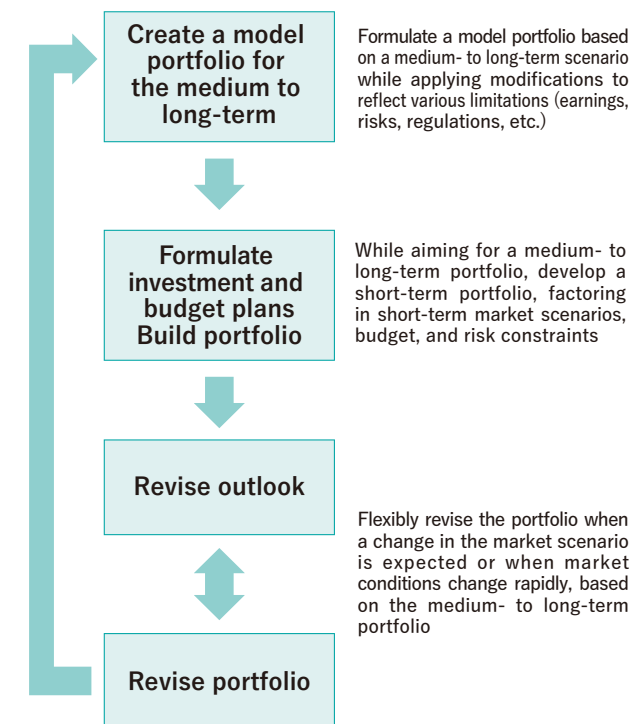 Create a model
portfolio for
the medium to
long-term
Formulate a model portfolio based
on a medium- to long-term scenario
while applying modifications to
reflect various limitations (earnings,
risks, regulations, etc.)
Formulate
investment and
budget plans
Build portfolio
While aiming for a medium- to
long-term portfolio, develop a
short-term portfolio, factoring
in short-term market scenarios,
budget, and risk constraints
Revise outlook
Flexibly revise the portfolio when
a change in the market scenario
is expected or when market
conditions change rapidly, based
on the medium- to long-term
portfolio
Revise portfolio